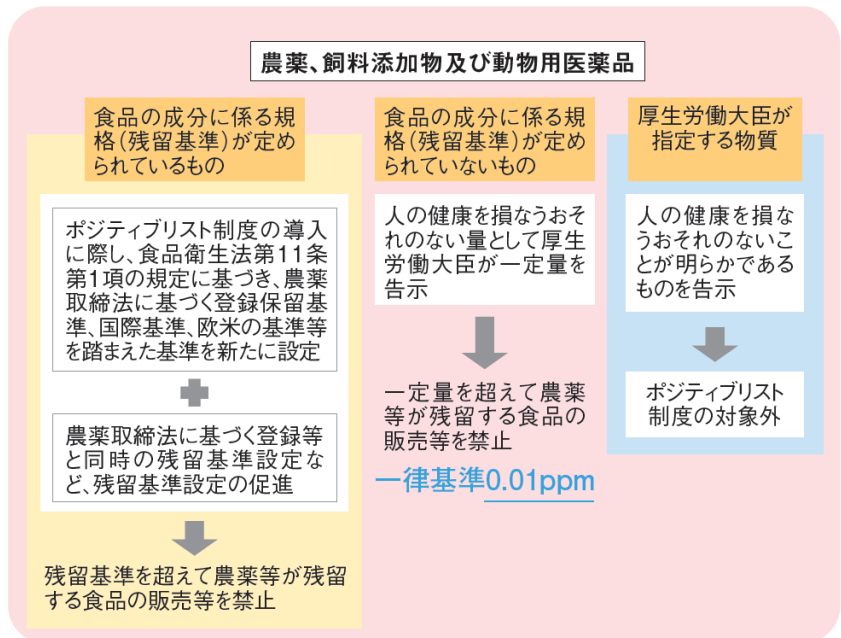 農薬、飼料添加物及び動物用医薬品
食品の成分に係る規
格(残留基準)が定め
られているもの
ポジティブリスト制度の導入
に際し、食品衛生法第11条
第1項の規定に基づき、農薬
取締法に基づく登録保留基
準、国際基準、欧米の基準等
を踏まえた基準を新たに設定
農薬取締法に基づく登録等
と同時の残留基準設定な
ど、残留基準設定の促進
残留基準を超えて農薬等が残留
する食品の販売等を禁止
食品の成分に係る規
格(残留基準)が定め
られていないもの
人の健康を損なうおそ
れのない量として厚生
労働大臣が一定量を
告示
一定量を超えて農薬
等が残留する食品の
販売等を禁止
一律基準0.01ppm
厚生労働大臣が
指定する物質
人の健康を損な
うおそれのないこ
とが明らかである
ものを告示
ポジティブリスト
制度の対象外